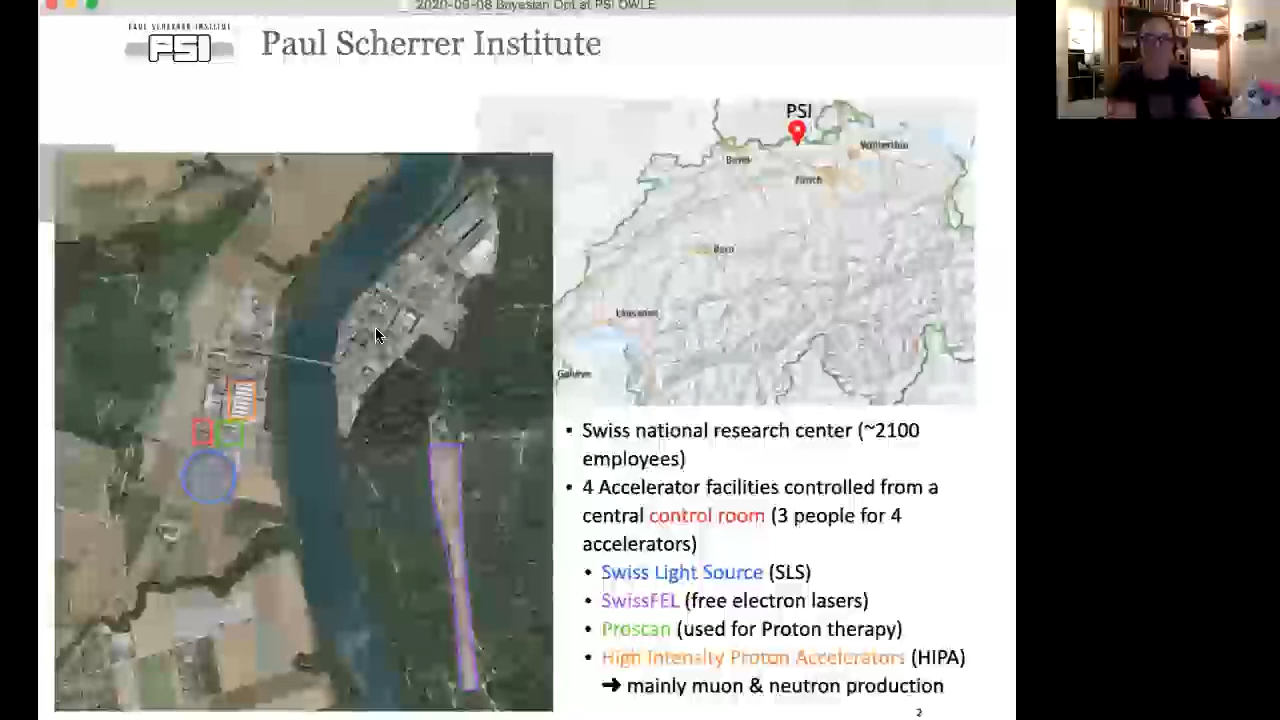 2020-09-08 Bayesian Opt at PSI OWLE
PAUL SCHERRER INSTITUT
PSI
Paul Scherrer Institute
PSI
Basel
Winterthur
Zürich
Bern
Lausanne
Genève
• Swiss national research center (~2100
employees)
• 4 Accelerator facilities controlled from a
central control room (3 people for 4
accelerators)
• Swiss Light Source (SLS)
• SwissFEL (free electron lasers)
• Proscan (used for Proton therapy)
• High Intensity Proton Accelerators (HIPA)
➔ mainly muon & neutron production
2